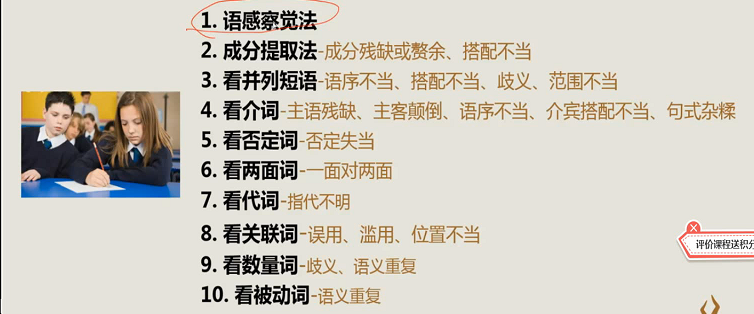 1. 语感察觉法
2. 成分提取法-成分残缺或赘余、搭配不当
3. 看并列短语-语序不当、搭配不当、歧义、范围不当
4. 看介词-主语残缺、主客颠倒、语序不当、介宾搭配不当、句式杂糅
5. 看否定词-否定失当
6. 看两面词-一面对两面
7. 看代词-指代不明
8. 看关联词-误用、滥用、位置不当
评价课程送积分
9. 看数量词-歧义、语义重复
10. 看被动词-语义重复